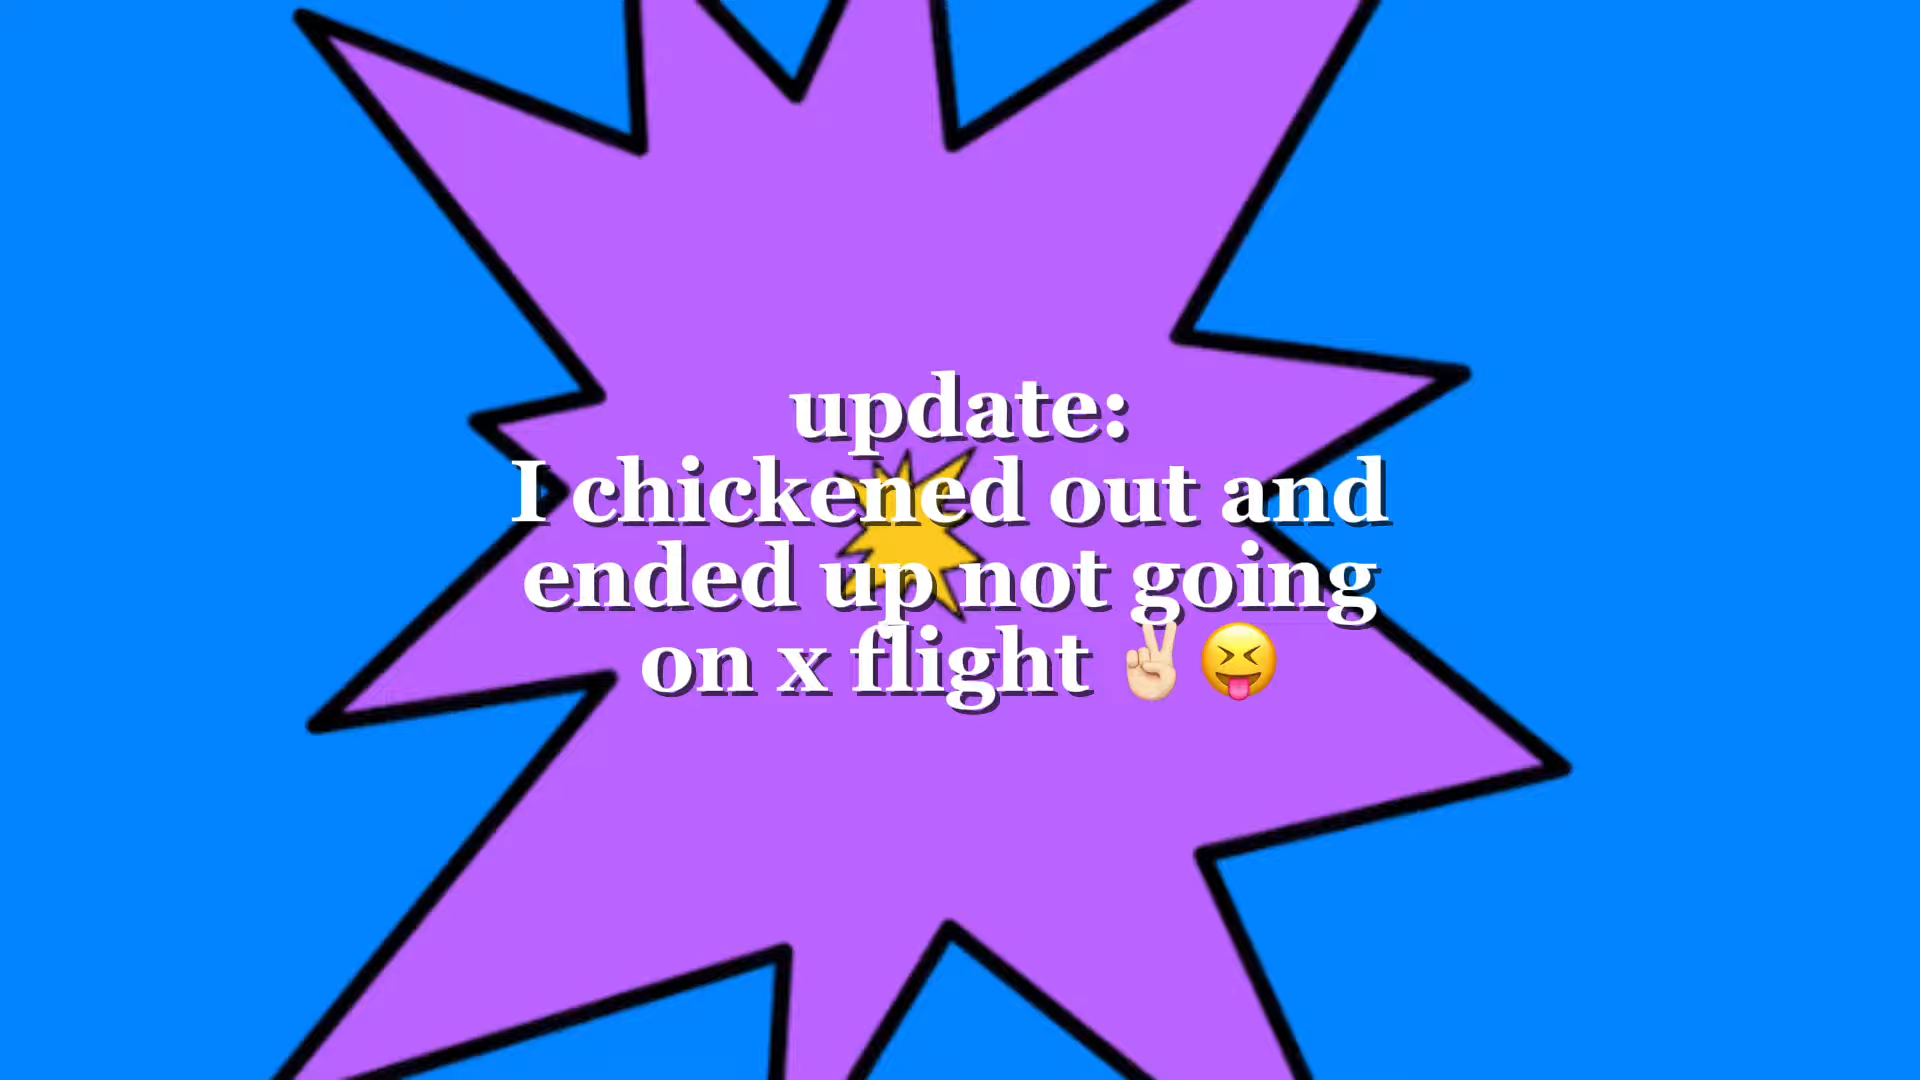 update:
I chickened out and
ended up not going
on x flight ✌🏻😝